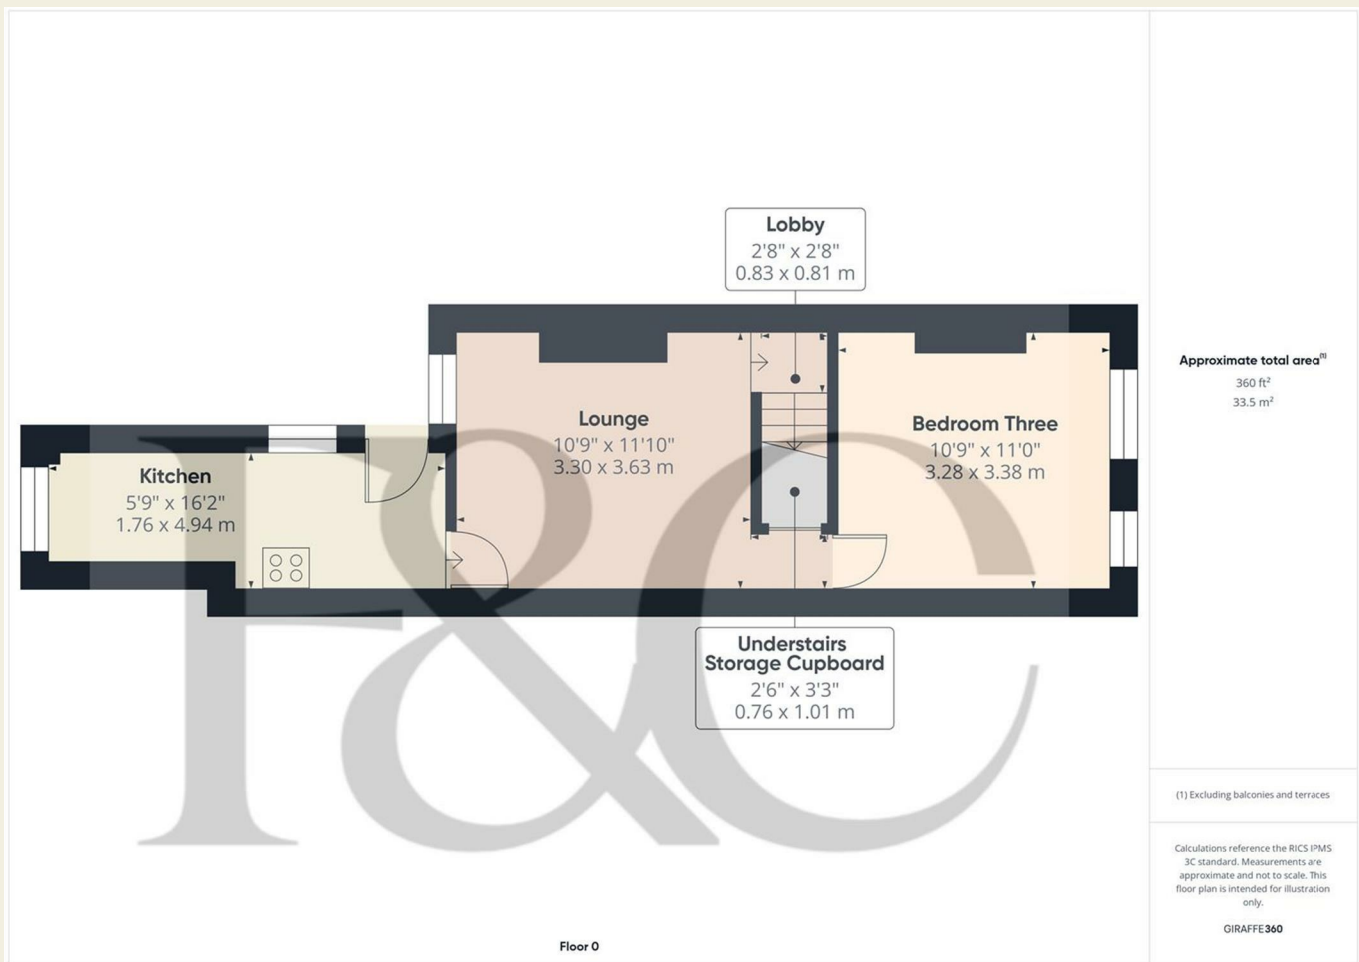 Lobby
2'8" x 2'8"
0.83 x 0.81 m
Lounge
10'9" x 11'10"
3.30 x 3.63 m
Bedroom Three
10'9" x 11'0"
3.28 x 3.38 m
Kitchen
5'9" x 16'2"
1.76 x 4.94 m
Understairs
Storage Cupboard
2'6" x 3'3"
0.76 x 1.01 m
F&C
Floor 0
Approximate total area(1)
360 ft²
33.5 m²
(1) Excluding balconies and terraces
Calculations reference the RICS IPMS
3C standard. Measurements are
approximate and not to scale. This
floor plan is intended for illustration
only.
GIRAFFE360